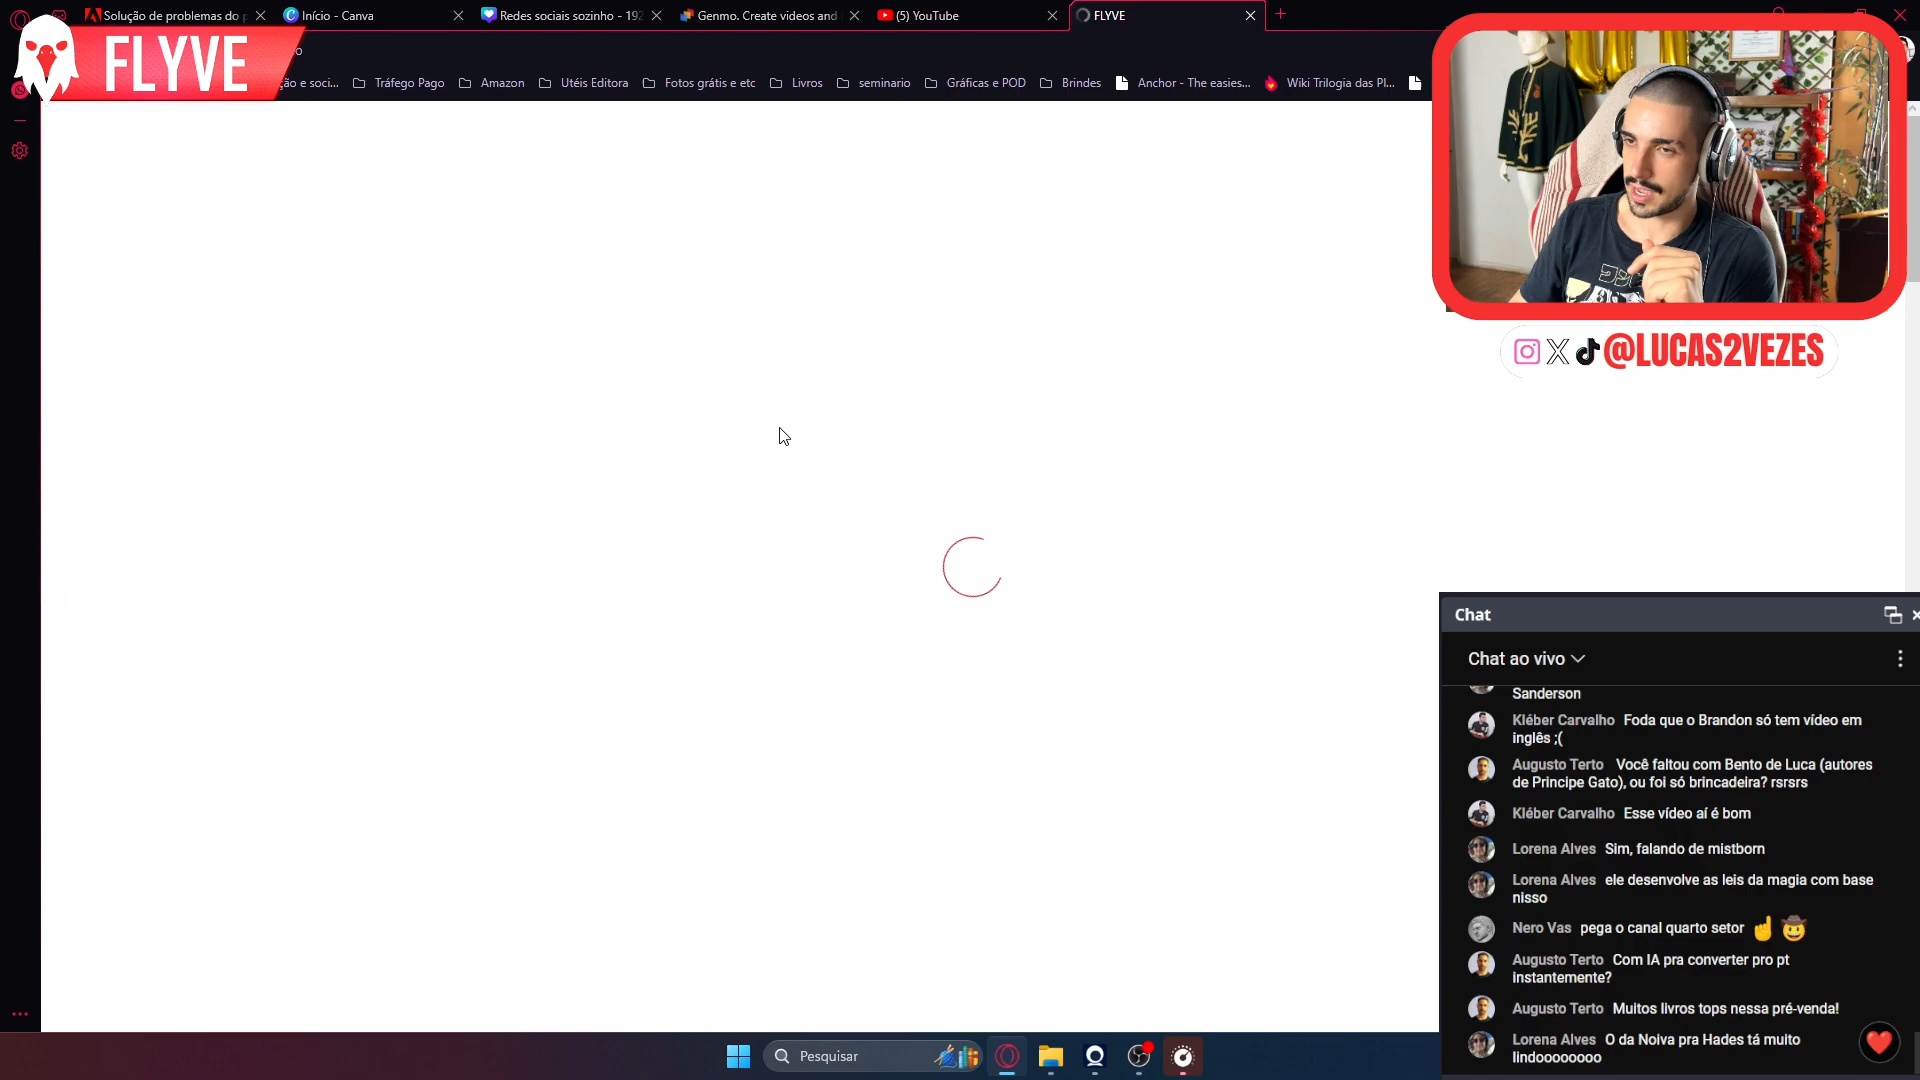 Solução de problemas do p
Início - Canva
Redes sociais sozinho - 192
Genmo. Create videos and
(5) YouTube
FLYVE
FLYVE
ção e soci...
Tráfego Pago
Amazon
Utéis Editora
Fotos grátis e etc
Livros
seminario
Gráficas e POD
Brindes
Anchor - The easies...
Wiki Trilogia das Pl...
@LUCAS2VEZES
Chat
Chat ao vivo
Sanderson
Kléber Carvalho Foda que o Brandon só tem vídeo em
inglês ;(
Augusto Terto Você faltou com Bento de Luca (autores
de Principe Gato), ou foi só brincadeira? rsrsrs
Kléber Carvalho Esse vídeo aí é bom
Lorena Alves Sim, falando de mistborn
Lorena Alves ele desenvolve as leis da magia com base
nisso
Nero Vas pega o canal quarto setor ☝️🤠
Augusto Terto Com IA pra converter pro pt
instantemente?
Augusto Terto Muitos livros tops nessa pré-venda!
Lorena Alves O da Noiva pra Hades tá muito
lindoooooooo
Pesquisar